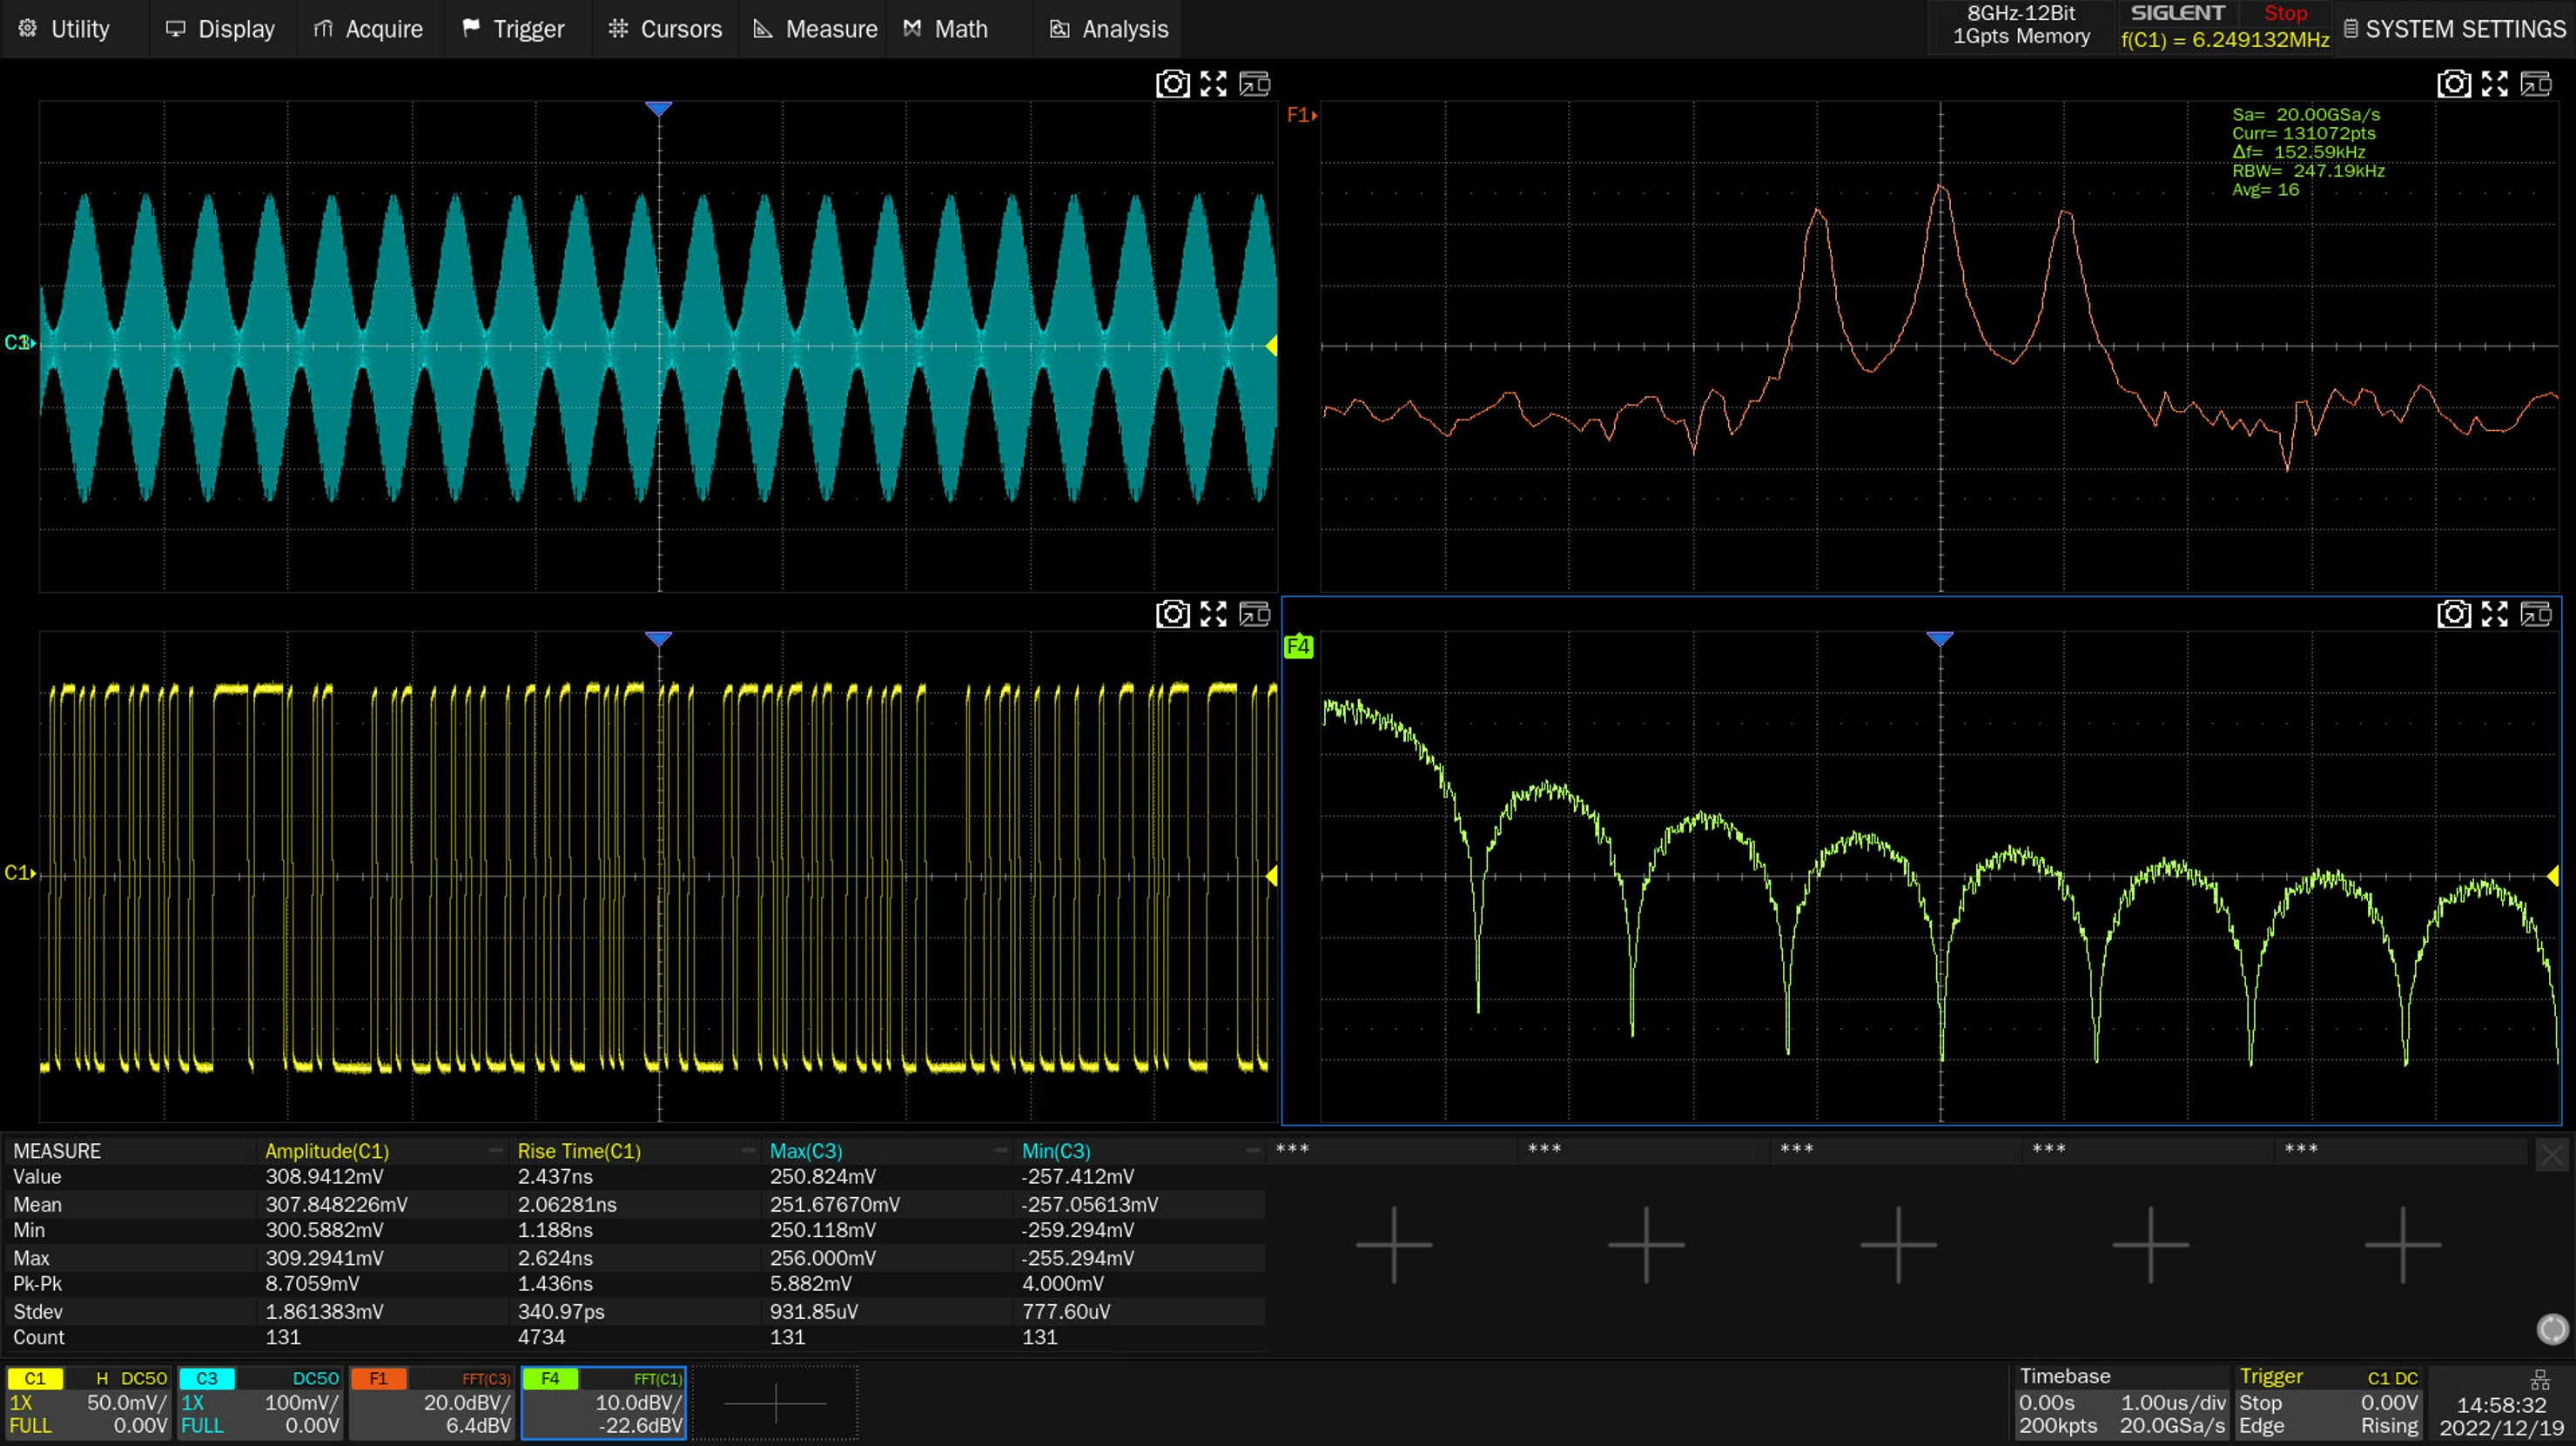 Utility Display Acquire Trigger Cursors Measure Math Analysis
8GHz-12Bit
1Gpts Memory
SIGLENT Stop
f(C1) = 6.249132MHz
SYSTEM SETTINGS
F1
Sa= 20.00GSa/s
Curr= 131072pts
Δf= 152.59kHz
RBW= 247.19kHz
Avg= 16
C3
F4
C1
MEASURE Amplitude(C1) Rise Time(C1) Max(C3) Min(C3) *** *** *** *** ***
Value 308.9412mV 2.437ns 250.824mV -257.412mV
Mean 307.848226mV 2.06281ns 251.67670mV -257.05613mV
Min 300.5882mV 1.188ns 250.118mV -259.294mV
Max 309.2941mV 2.624ns 256.000mV -255.294mV
Pk-Pk 8.7059mV 1.436ns 5.882mV 4.000mV
Stdev 1.861383mV 340.97ps 931.85uV 777.60uV
Count 131 4734 131 131
C1 H DC50
1X 50.0mV/
FULL 0.00V
C3 DC50
1X 100mV/
FULL 0.00V
F1 FFT(C3)
20.0dBV/
6.4dBV
F4 FFT(C1)
10.0dBV/
-22.6dBV
Timebase
0.00s 1.00us/div
200kpts 20.0GSa/s
Trigger C1 DC
Stop 0.00V
Edge Rising
14:58:32
2022/12/19